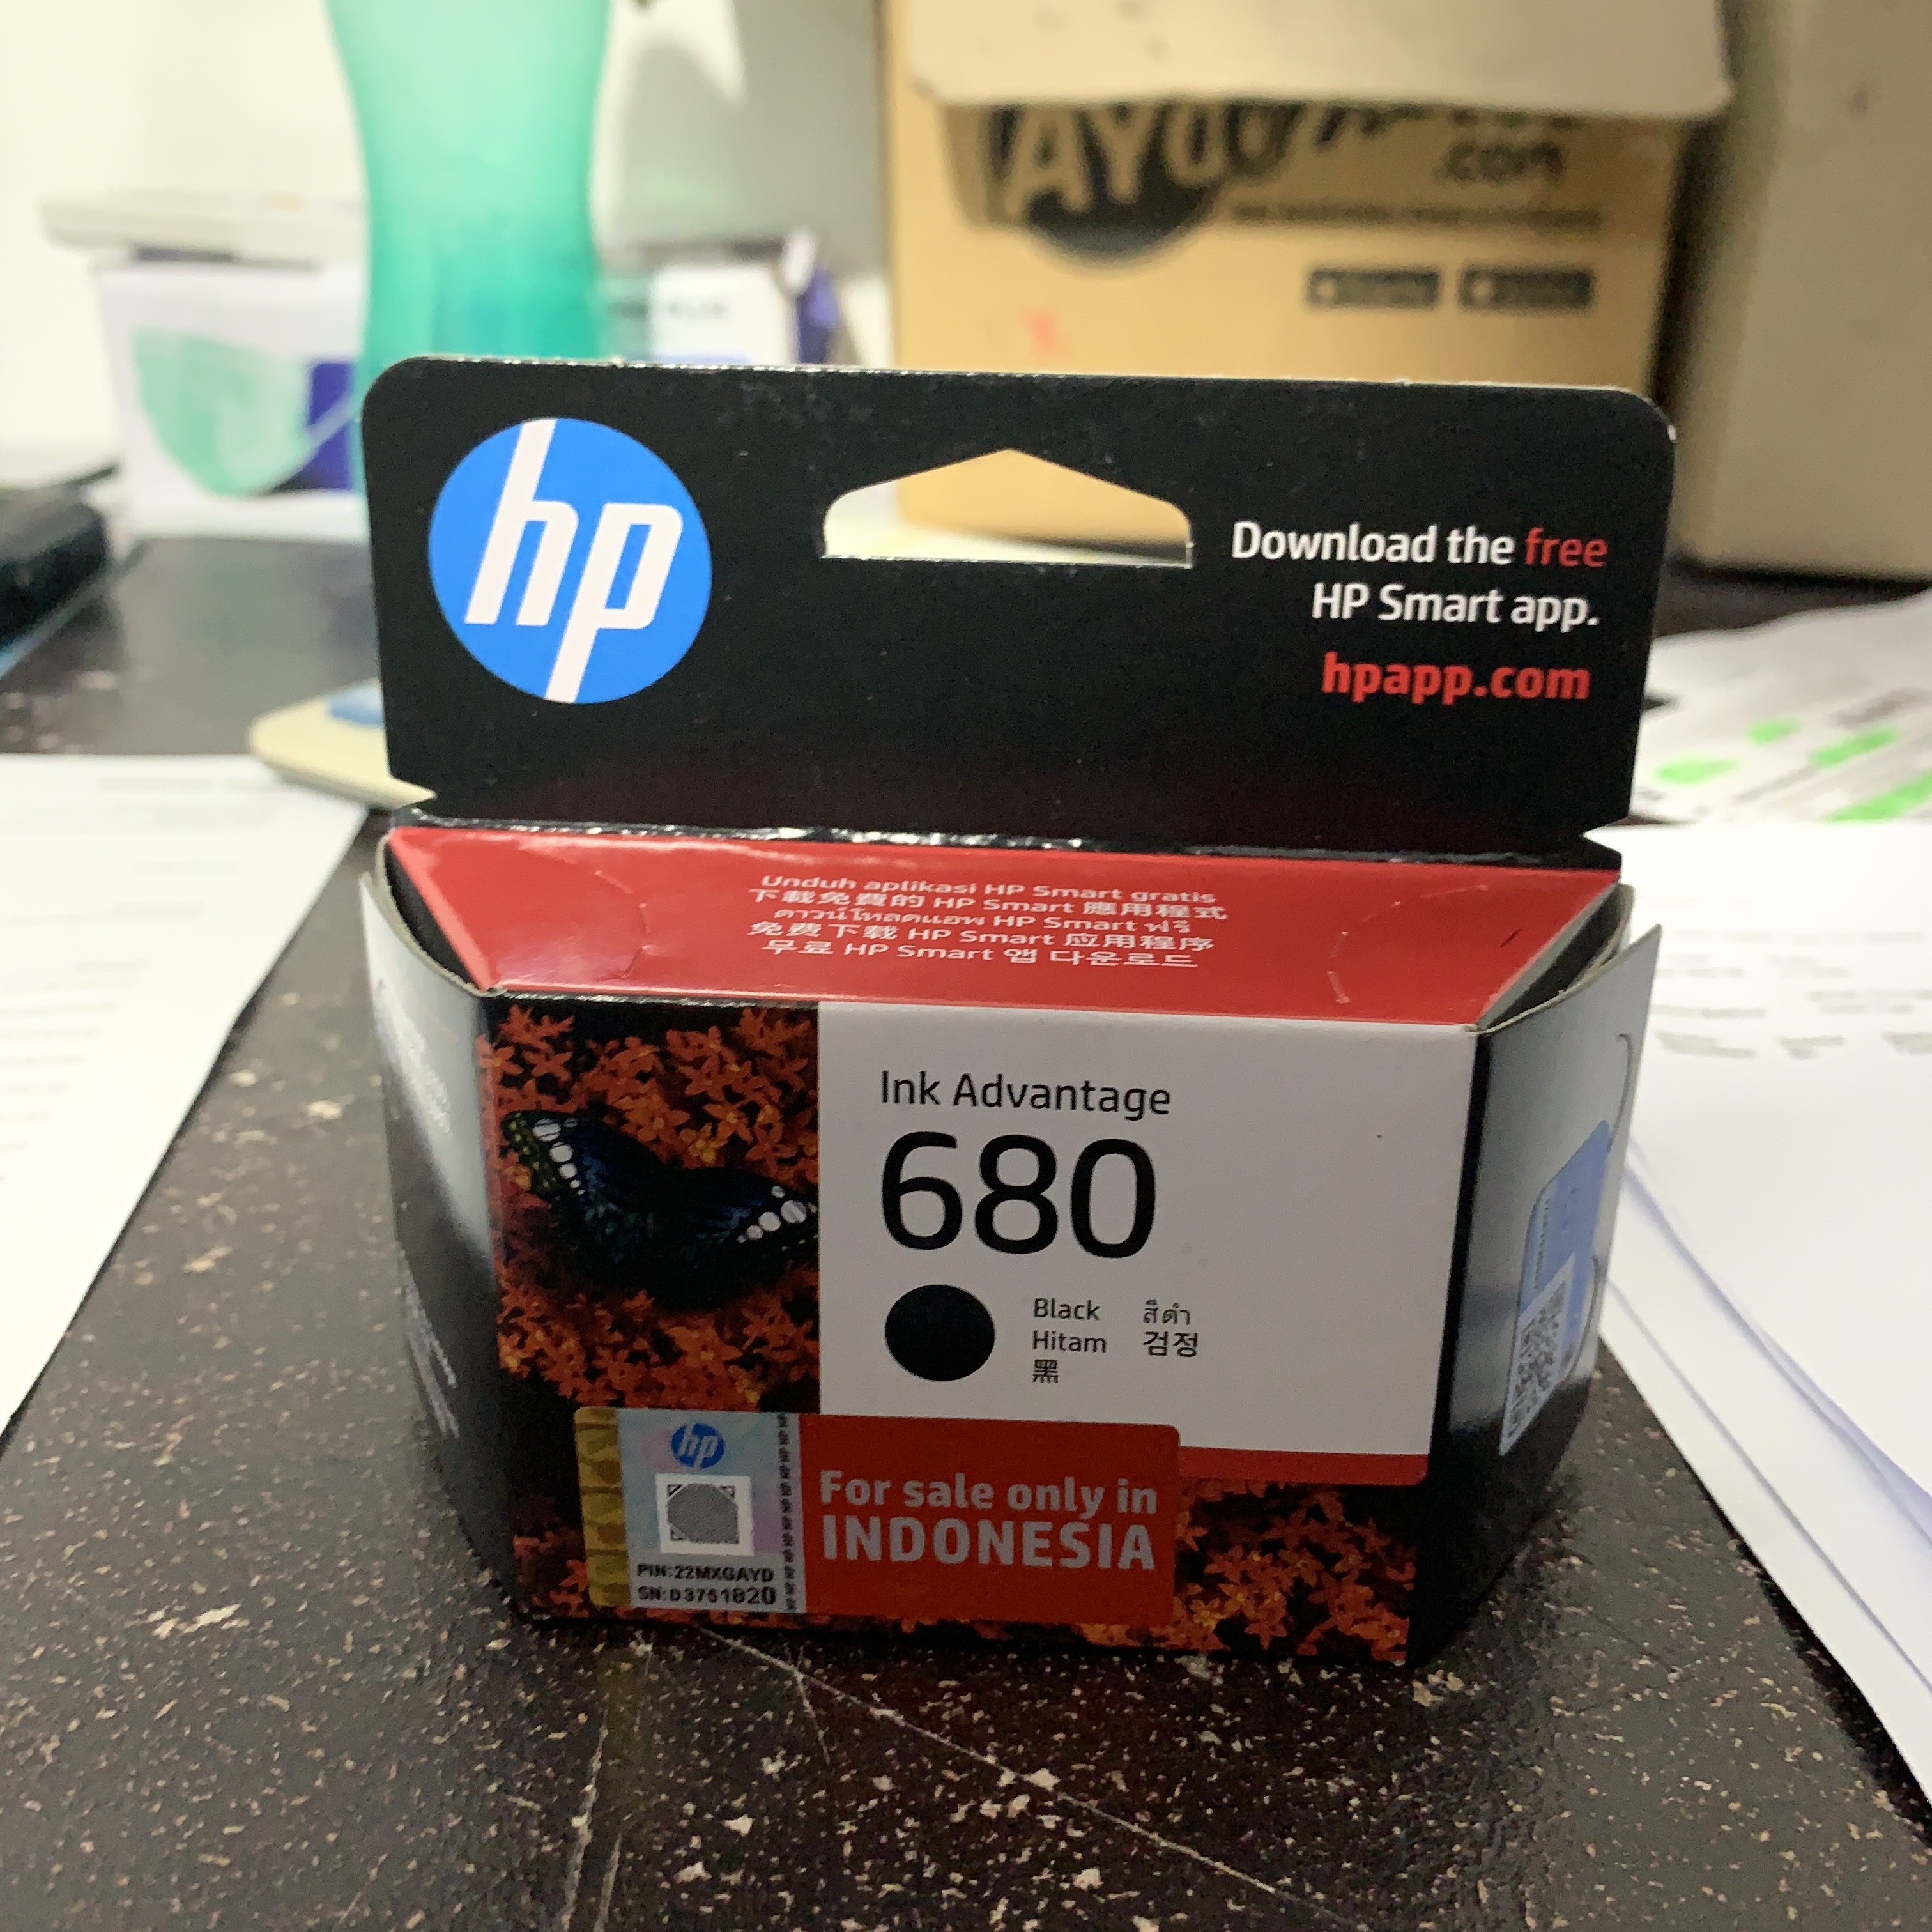 AYO
.com
hp
Download the free
HP Smart app.
hpapp.com
Unduh aplikasi HP Smart gratis
下載免費的 HP Smart 應用程式
ดาวน์โหลดแอพ HP Smart ฟรี
免费下载 HP Smart 应用程序
무료 HP Smart 앱 다운로드
Ink Advantage
680
Black สีดำ
Hitam 검정
黑
hp
For sale only in
INDONESIA
PIN:22MXGAYD
SN:D3751820